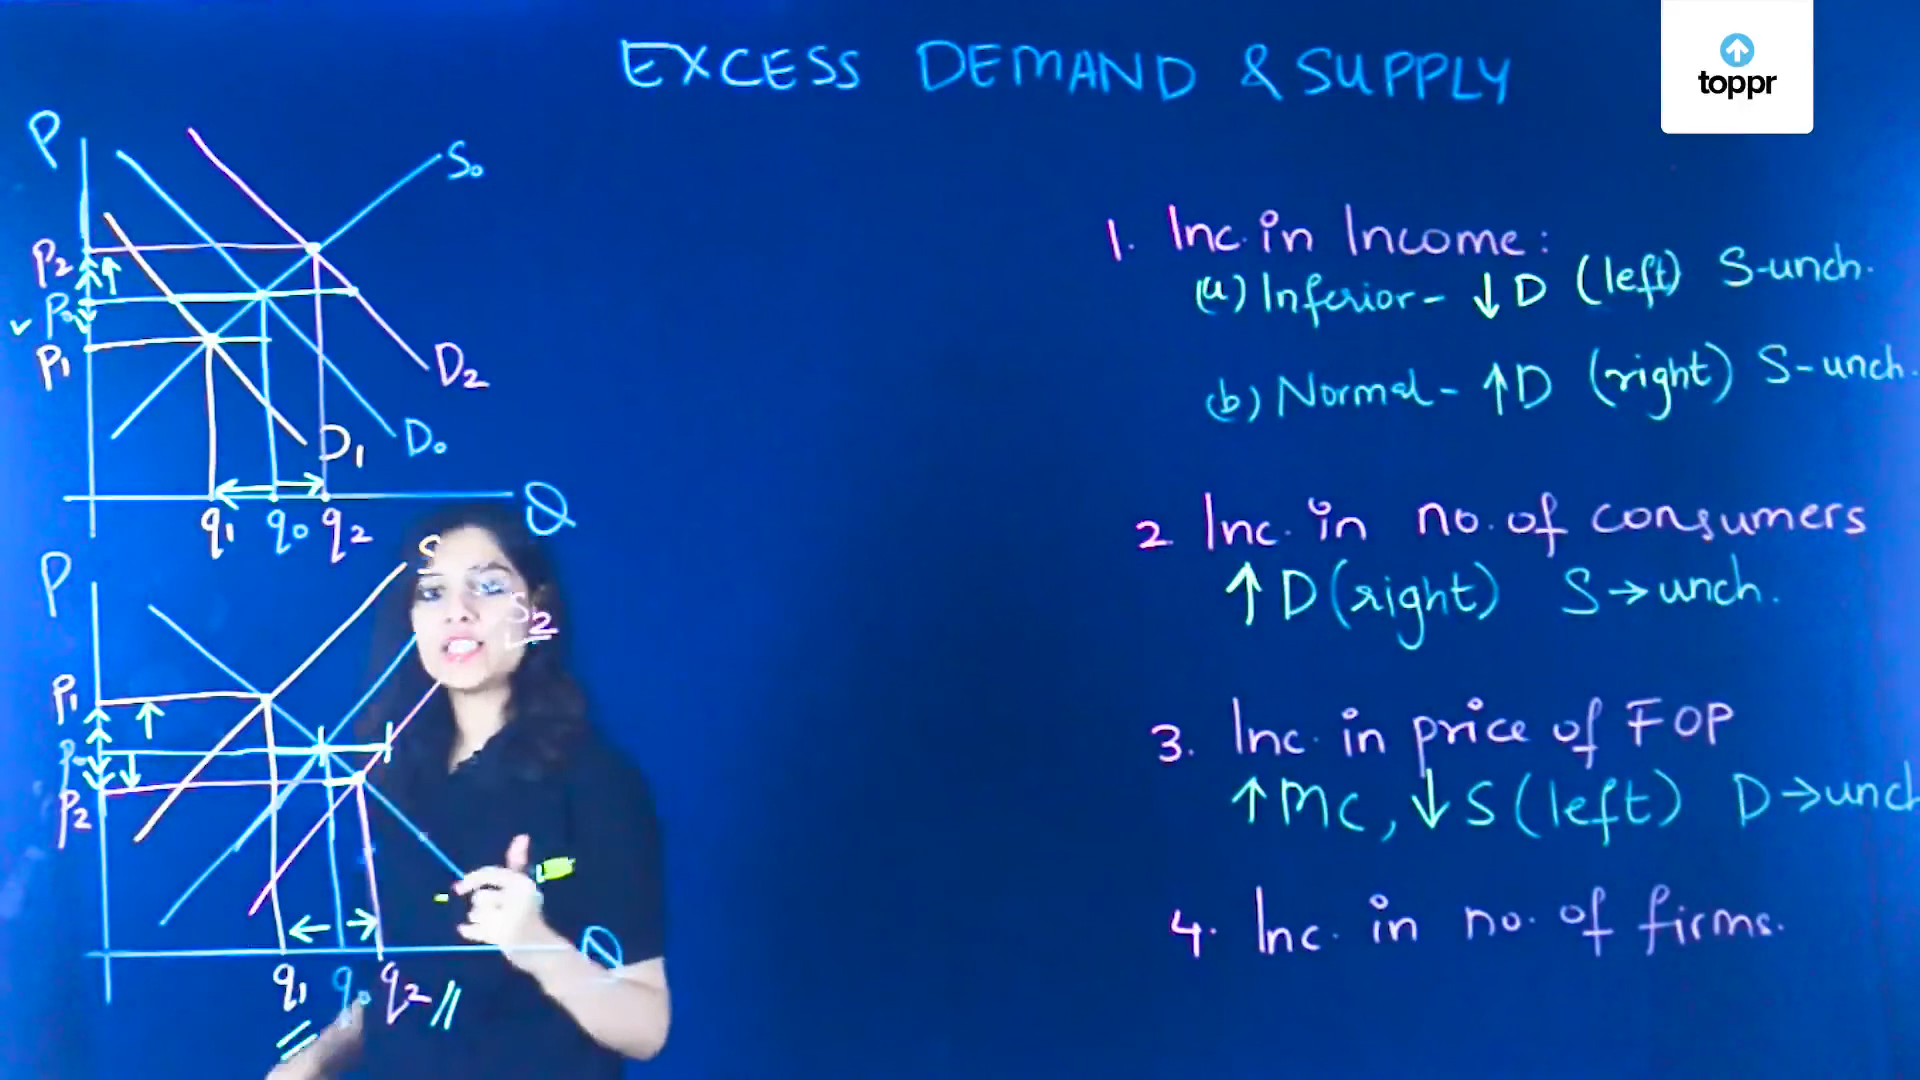 EXCESS DEMAND & SUPPLY
toppr
P
S₀
P₂
P₀
P₁
D₂
D₁
D₀
q₁ q₀ q₂
Q
P
S
S₂
P₁
P₂
Q
q₁ q₀ q₂
1. Inc. in Income:
(a) Inferior - ↓ D (left) S-unch.
(b) Normal - ↑ D (right) S-unch.
2 Inc. in no. of consumers
↑ D (right) S → unch.
3. Inc. in price of FOP
↑ MC, ↓ S (left) D → unch
4. Inc. in no. of firms.